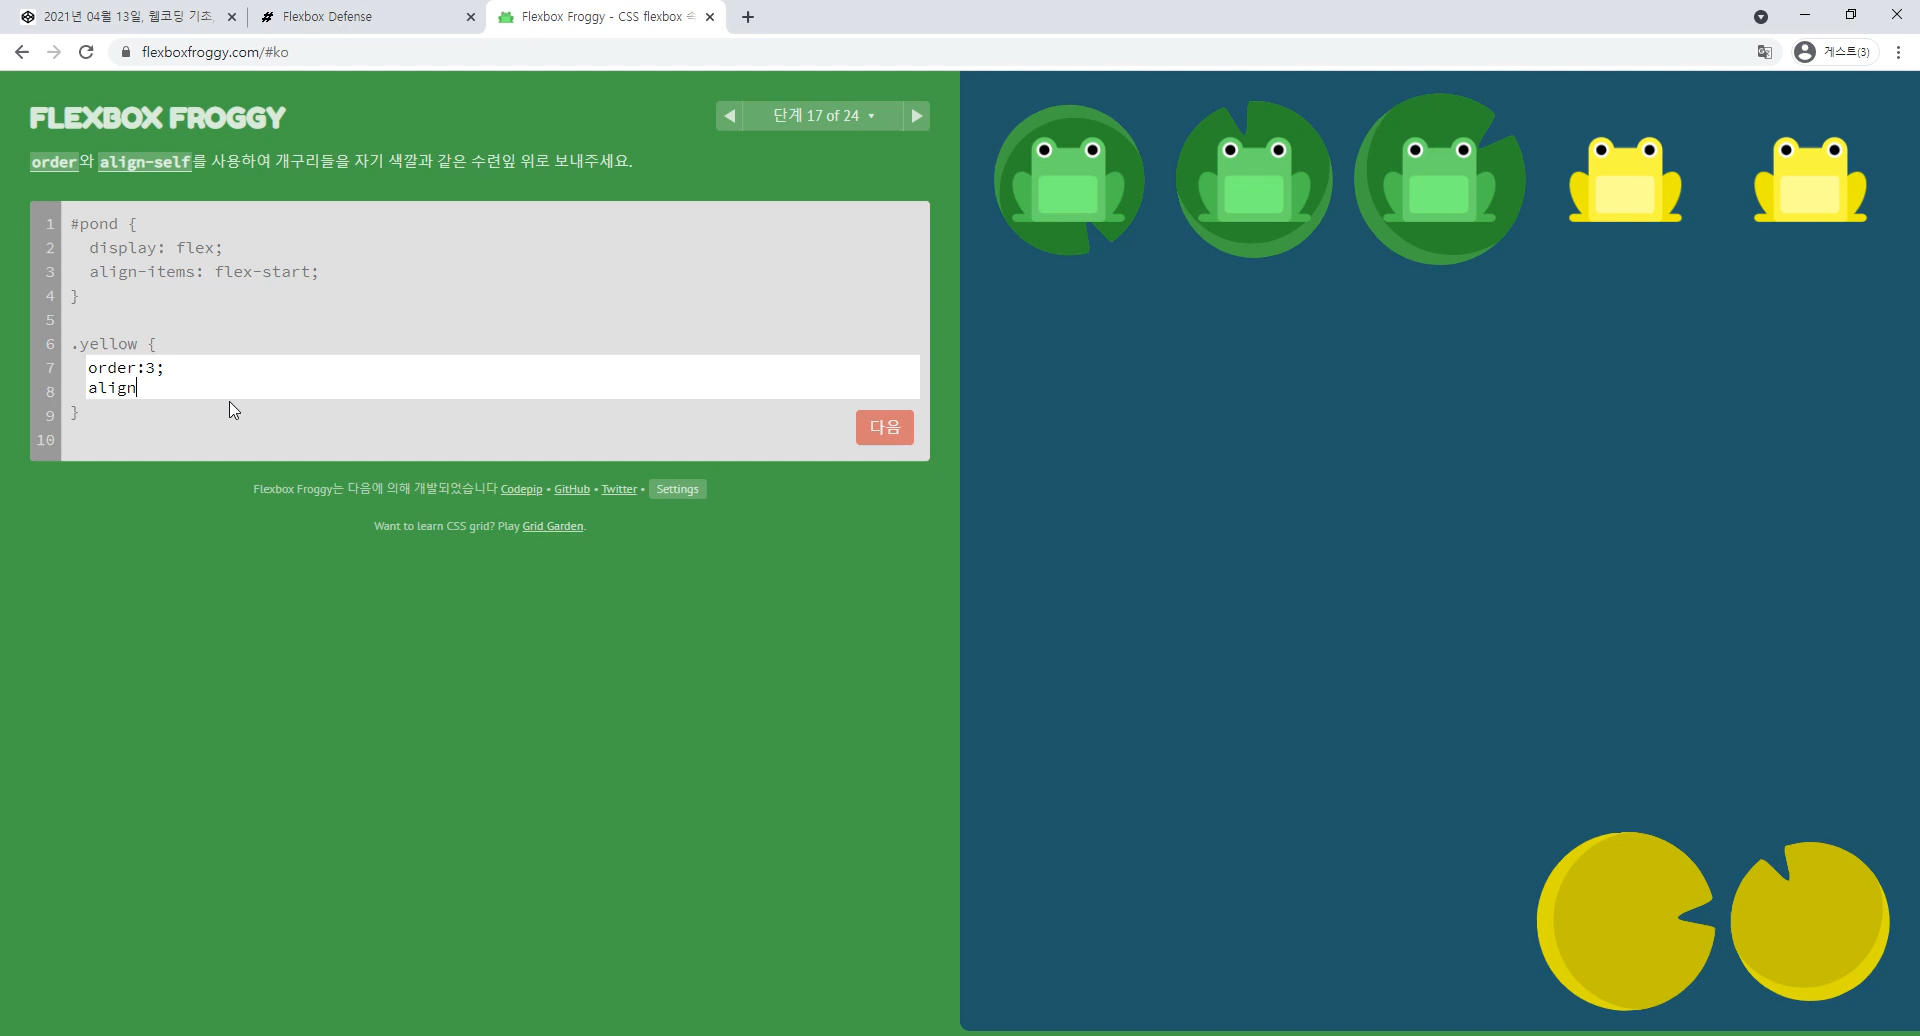 2021년 04월 13일, 웹코딩 기초,
Flexbox Defense
Flexbox Froggy - CSS flexbox 속
flexboxfroggy.com/#ko
게스트(3)
FLEXBOX FROGGY
단계 17 of 24
order와 align-self를 사용하여 개구리들을 자기 색깔과 같은 수련잎 위로 보내주세요.
1 #pond {
2 display: flex;
3 align-items: flex-start;
4 }
5
6 .yellow {
7 order:3;
8 align
9 }
10
다음
Flexbox Froggy는 다음에 의해 개발되었습니다 Codepip • GitHub • Twitter • Settings
Want to learn CSS grid? Play Grid Garden.